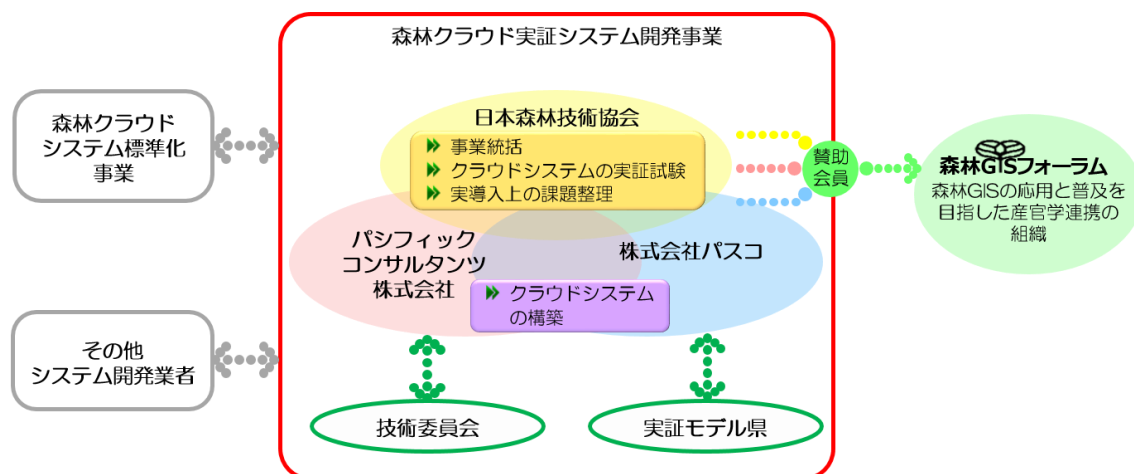 森林クラウド実証システム開発事業
森林クラウド
システム標準化
事業
日本森林技術協会
事業統括
クラウドシステムの実証試験
実導入上の課題整理
賛助
会員
森林GISフォーラム
森林GISの応用と普及を
目指した産官学連携の
組織
パシフィック
コンサルタンツ
株式会社
株式会社パスコ
クラウドシステム
の構築
その他
システム開発業者
技術委員会
実証モデル県